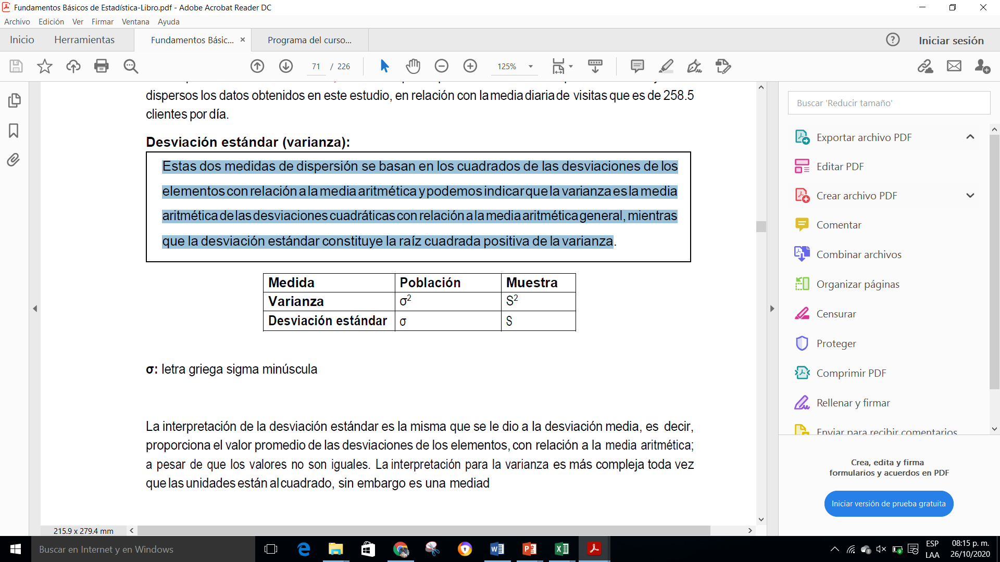 Fundamentos Básicos de Estadística-Libro.pdf - Adobe Acrobat Reader DC
Archivo Edición Ver Firmar Ventana Ayuda
Inicio Herramientas Fundamentos Básic... × Programa del curso... ? Iniciar sesión
71 / 226 125%
dispersos los datos obtenidos en este estudio, en relación con la media diaria de visitas que es de 258.5
clientes por día.
Desviación estándar (varianza):
Estas dos medidas de dispersión se basan en los cuadrados de las desviaciones de los
elementos con relación a la media aritmética y podemos indicar que la varianza es la media
aritmética de las desviaciones cuadráticas con relación a la media aritmética general, mientras
que la desviación estándar constituye la raíz cuadrada positiva de la varianza.
Medida Población Muestra
Varianza σ² S²
Desviación estándar σ S
σ: letra griega sigma minúscula
La interpretación de la desviación estándar es la misma que se le dio a la desviación media, es decir,
proporciona el valor promedio de las desviaciones de los elementos, con relación a la media aritmética;
a pesar de que los valores no son iguales. La interpretación para la varianza es más compleja toda vez
que las unidades están al cuadrado, sin embargo es una mediad
215.9 x 279.4 mm
Buscar 'Reducir tamaño'
Exportar archivo PDF
Editar PDF
Crear archivo PDF
Comentar
Combinar archivos
Organizar páginas
Censurar
Proteger
Comprimir PDF
Rellenar y firmar
Enviar para recibir comentarios
Crea, edita y firma
formularios y acuerdos en PDF
Iniciar versión de prueba gratuita
Buscar en Internet y en Windows
ESP
LAA
08:15 p. m.
26/10/2020